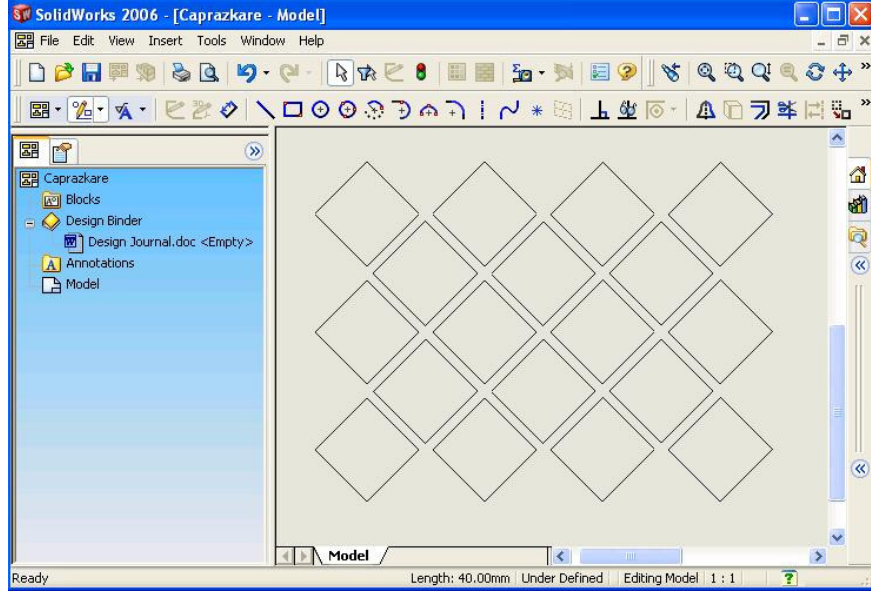 SolidWorks 2006 - [Caprazkare - Model]
File Edit View Insert Tools Window Help
Caprazkare
Blocks
Design Binder
Design Journal.doc <Empty>
Annotations
Model
Model
Ready Length: 40.00mm Under Defined Editing Model 1 : 1